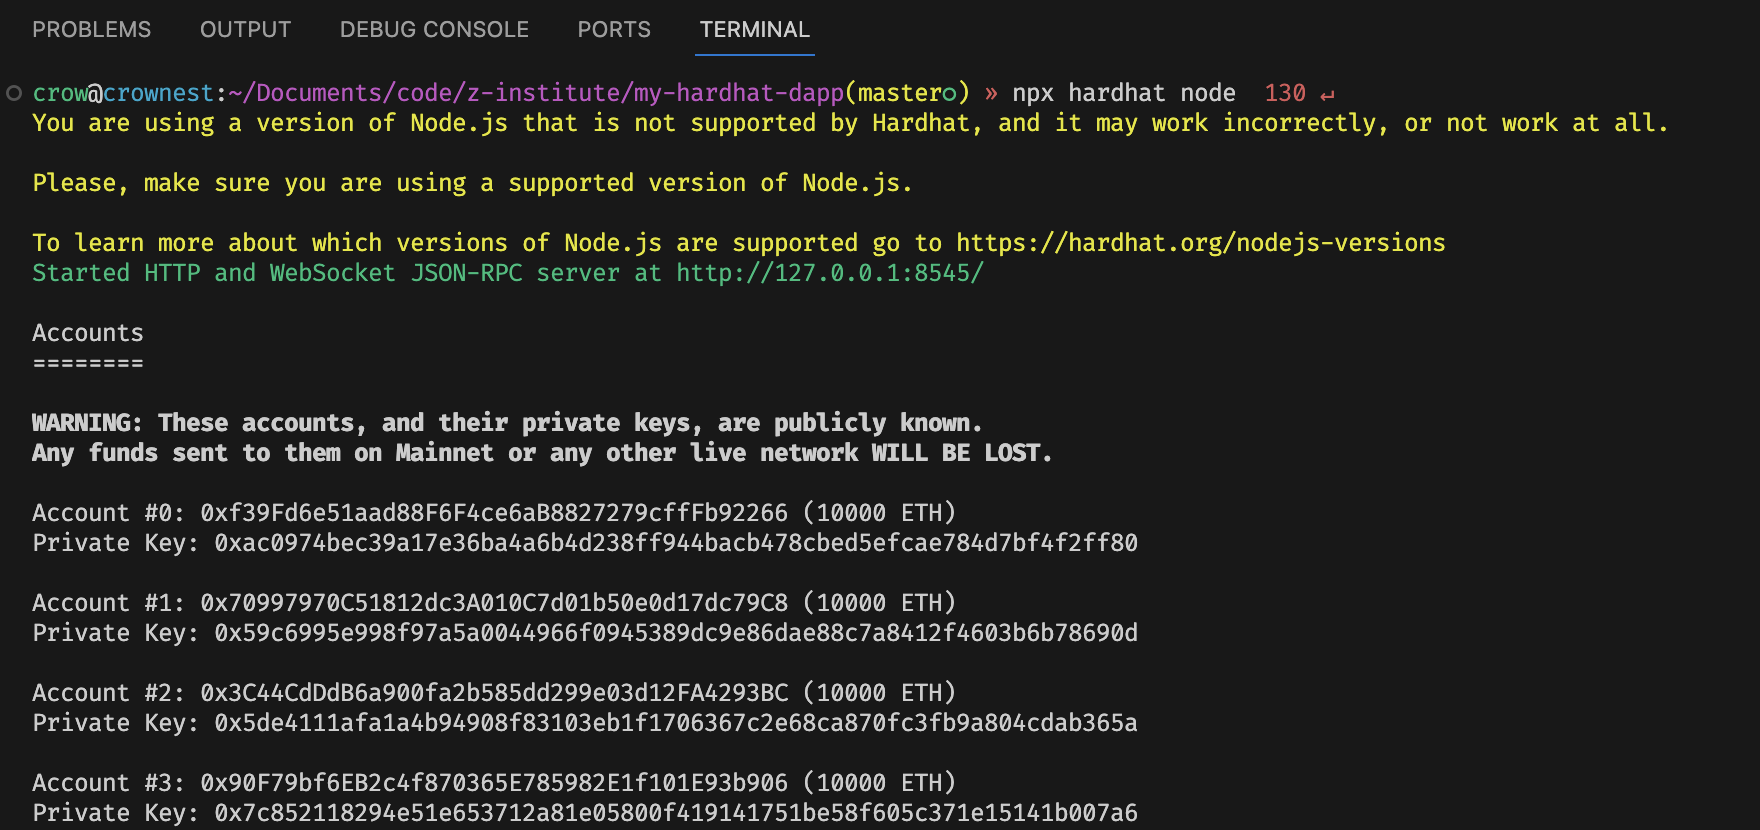 PROBLEMS OUTPUT DEBUG CONSOLE PORTS TERMINAL
crow@crownest:~/Documents/code/z-institute/my-hardhat-dapp(master○) » npx hardhat node 130 ↵
You are using a version of Node.js that is not supported by Hardhat, and it may work incorrectly, or not work at all.
Please, make sure you are using a supported version of Node.js.
To learn more about which versions of Node.js are supported go to https://hardhat.org/nodejs-versions
Started HTTP and WebSocket JSON-RPC server at http://127.0.0.1:8545/
Accounts
========
WARNING: These accounts, and their private keys, are publicly known.
Any funds sent to them on Mainnet or any other live network WILL BE LOST.
Account #0: 0xf39Fd6e51aad88F6F4ce6aB8827279cffFb92266 (10000 ETH)
Private Key: 0xac0974bec39a17e36ba4a6b4d238ff944bacb478cbed5efcae784d7bf4f2ff80
Account #1: 0x70997970C51812dc3A010C7d01b50e0d17dc79C8 (10000 ETH)
Private Key: 0x59c6995e998f97a5a0044966f0945389dc9e86dae88c7a8412f4603b6b78690d
Account #2: 0x3C44CdDdB6a900fa2b585dd299e03d12FA4293BC (10000 ETH)
Private Key: 0x5de4111afa1a4b94908f83103eb1f1706367c2e68ca870fc3fb9a804cdab365a
Account #3: 0x90F79bf6EB2c4f870365E785982E1f101E93b906 (10000 ETH)
Private Key: 0x7c852118294e51e653712a81e05800f419141751be58f605c371e15141b007a6